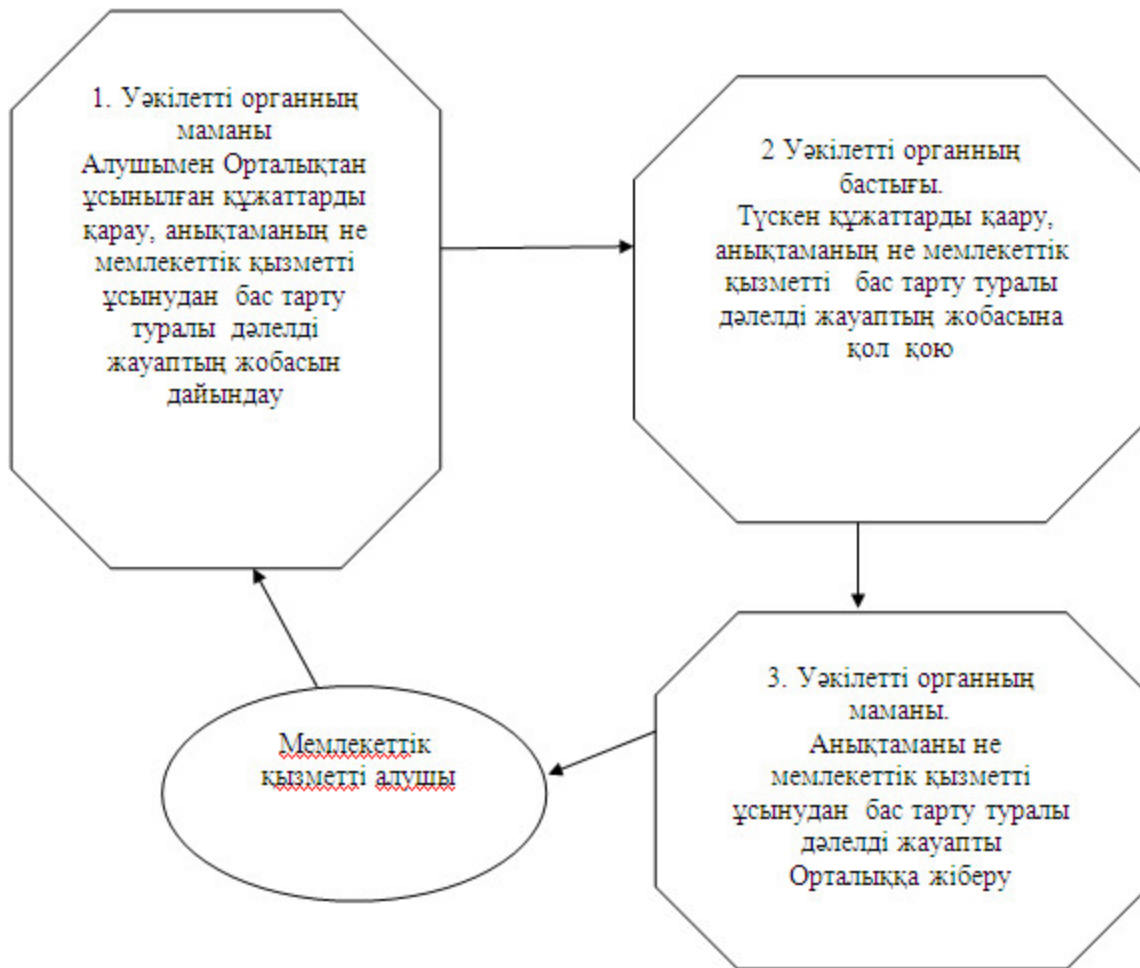 1. Уәкілетті органның
маманы
Алушымен Орталықтан
ұсынылған құжаттарды
қарау, анықтаманың не
мемлекеттік қызметті
ұсынудан бас тарту
туралы дәлелді
жауаптың жобасын
дайындау
2 Уәкілетті органның
бастығы.
Түскен құжаттарды қаару,
анықтаманың не мемлекеттік
қызметті бас тарту туралы
дәлелді жауаптың жобасына
қол қою
3. Уәкілетті органның
маманы.
Анықтаманы не
мемлекеттік қызметті
ұсынудан бас тарту туралы
дәлелді жауапты
Орталыққа жіберу
Мемлекеттік
қызметті алушы